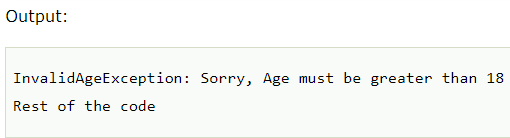 Output:
InvalidAgeException: Sorry, Age must be greater than 18
Rest of the code